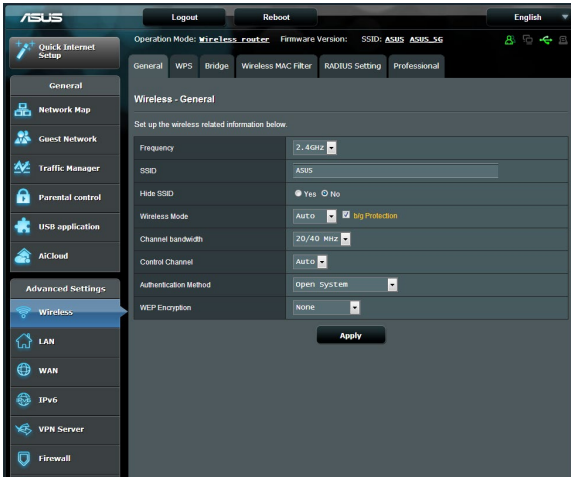 ASUS
Logout
Reboot
English
Quick Internet
Setup
Operation Mode: Wireless router Firmware Version: SSID: ASUS ASUS_5G
General WPS Bridge Wireless MAC Filter RADIUS Setting Professional
General
Network Map
Guest Network
Traffic Manager
Parental control
USB application
AiCloud
Advanced Settings
Wireless
LAN
WAN
IPv6
VPN Server
Firewall
Wireless - General
Set up the wireless related information below.
Frequency 2.4GHz
SSID ASUS
Hide SSID Yes No
Wireless Mode Auto b/g Protection
Channel bandwidth 20/40 MHz
Control Channel Auto
Authentication Method Open System
WEP Encryption None
Apply